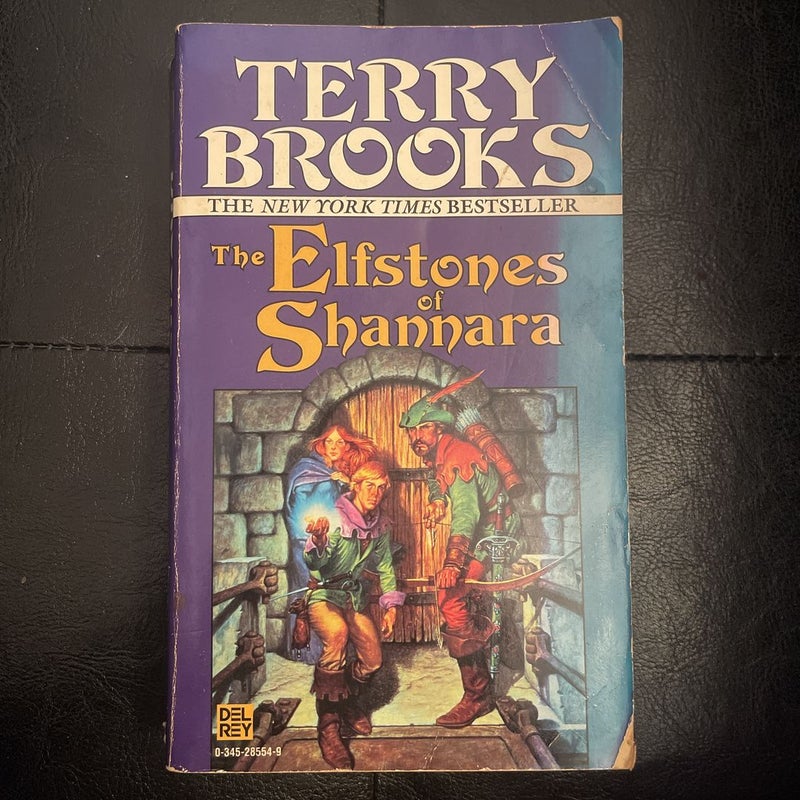 TERRY
BROOKS
THE NEW YORK TIMES BESTSELLER
The Elfstones
of
Shannara
DEL
REY
0-345-28554-9